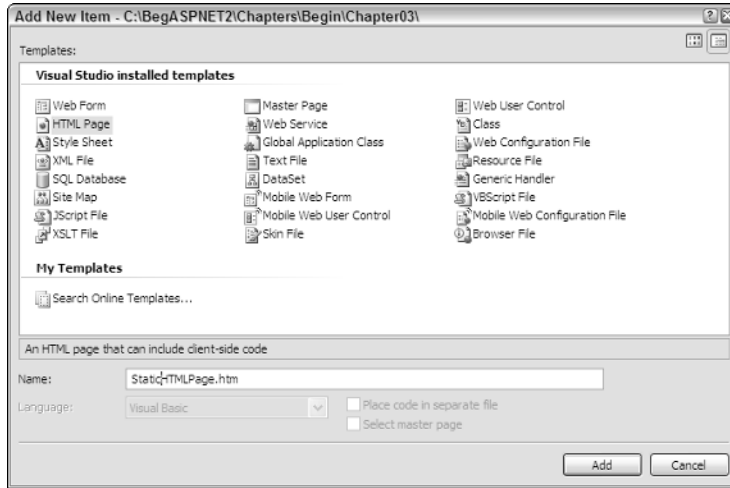 Add New Item - C:\BegASPNET2\Chapters\Begin\Chapter03\
Templates:
Visual Studio installed templates
Web Form
Master Page
Web User Control
HTML Page
Web Service
Class
Style Sheet
Global Application Class
Web Configuration File
XML File
Text File
Resource File
SQL Database
DataSet
Generic Handler
Site Map
Mobile Web Form
VBScript File
JScript File
Mobile Web User Control
Mobile Web Configuration File
XSLT File
Skin File
Browser File
My Templates
Search Online Templates...
An HTML page that can include client-side code
Name: StaticHTMLPage.htm
Language: Visual Basic
Place code in separate file
Select master page
Add Cancel